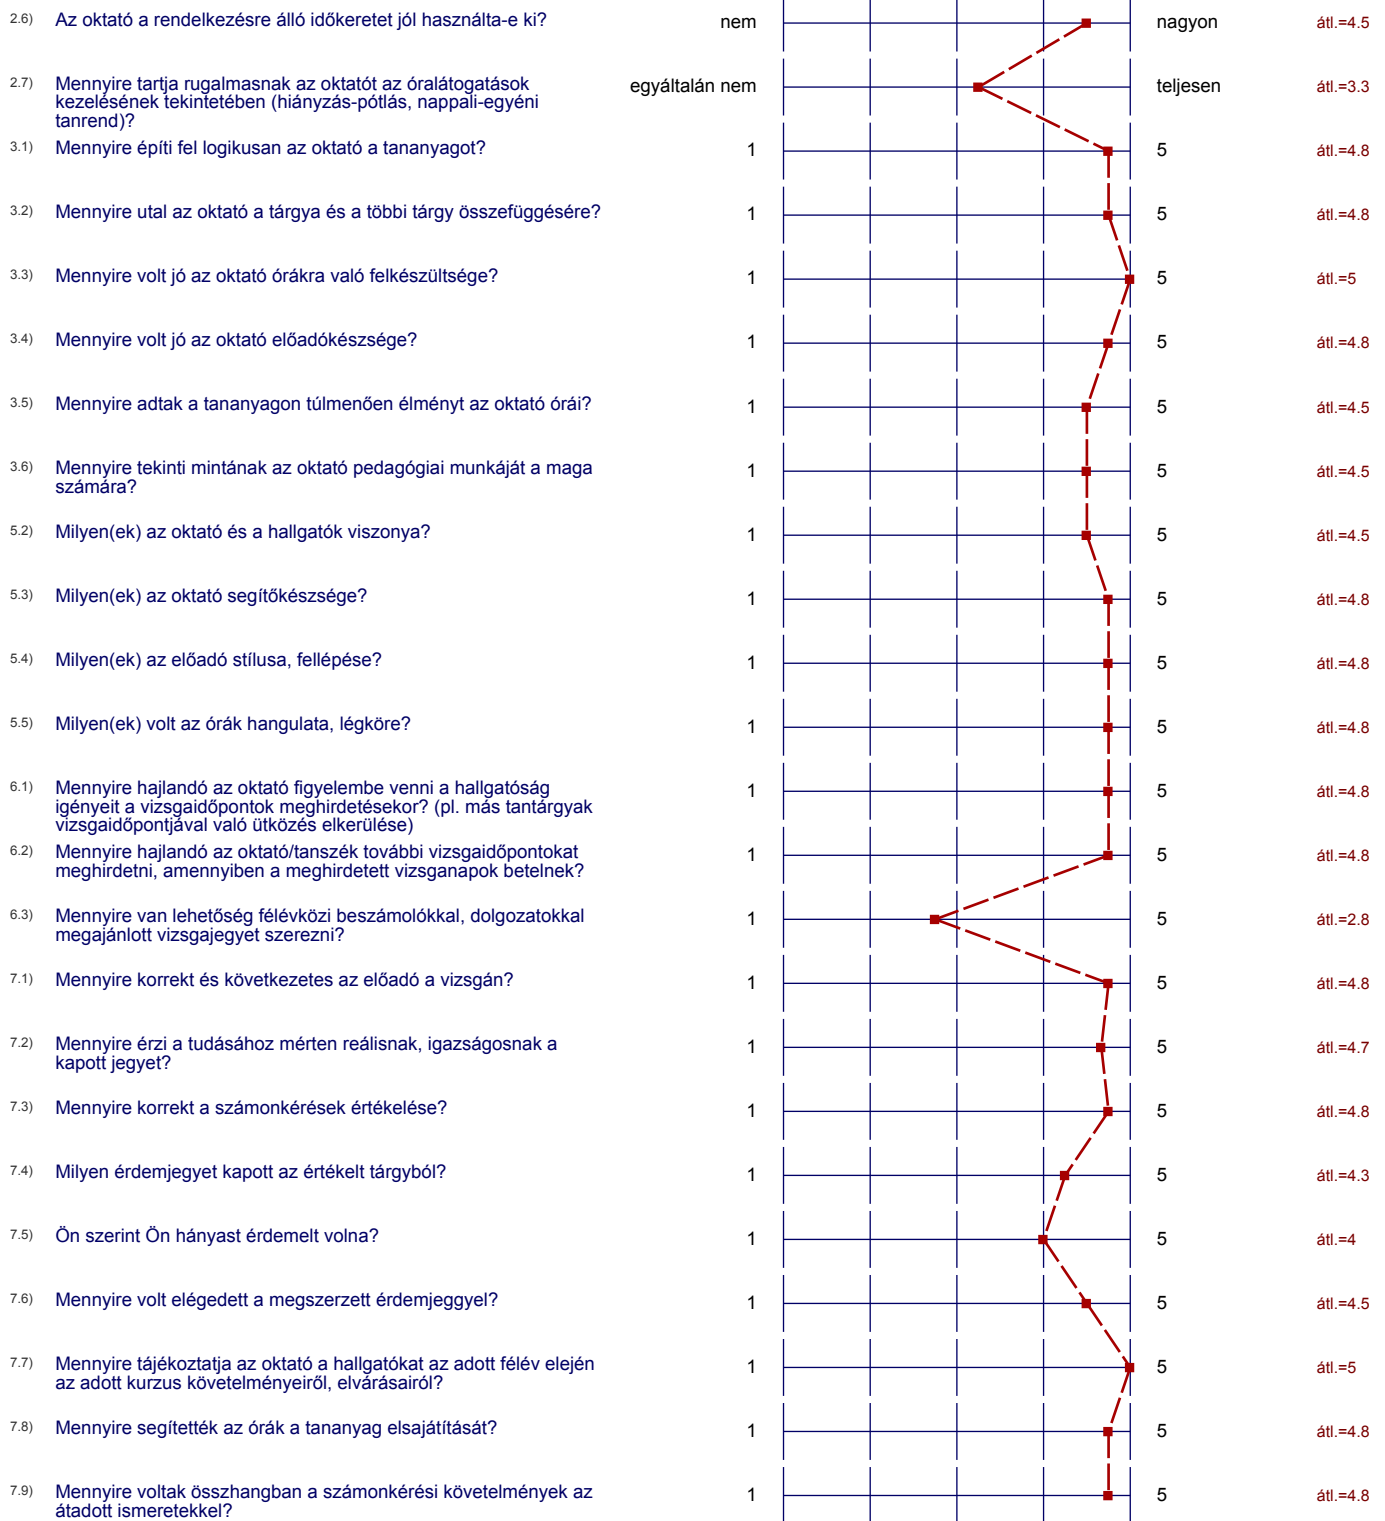 2.6) Az oktató a rendelkezésre álló időkeretet jól használta-e ki? nem nagyon átl.=4.5
2.7) Mennyire tartja rugalmasnak az oktatót az óralátogatások egyáltalán nem teljesen átl.=3.3
kezelésének tekintetében (hiányzás-pótlás, nappali-egyéni
tanrend)?
3.1) Mennyire építi fel logikusan az oktató a tananyagot? 1 5 átl.=4.8
3.2) Mennyire utal az oktató a tárgya és a többi tárgy összefüggésére? 1 5 átl.=4.8
3.3) Mennyire volt jó az oktató órákra való felkészültsége? 1 5 átl.=5
3.4) Mennyire volt jó az oktató előadókészsége? 1 5 átl.=4.8
3.5) Mennyire adtak a tananyagon túlmenően élményt az oktató órái? 1 5 átl.=4.5
3.6) Mennyire tekinti mintának az oktató pedagógiai munkáját a maga 1 5 átl.=4.5
számára?
5.2) Milyen(ek) az oktató és a hallgatók viszonya? 1 5 átl.=4.5
5.3) Milyen(ek) az oktató segítőkészsége? 1 5 átl.=4.8
5.4) Milyen(ek) az előadó stílusa, fellépése? 1 5 átl.=4.8
5.5) Milyen(ek) volt az órák hangulata, légköre? 1 5 átl.=4.8
6.1) Mennyire hajlandó az oktató figyelembe venni a hallgatóság 1 5 átl.=4.8
igényeit a vizsgaidőpontok meghirdetésekor? (pl. más tantárgyak
vizsgaidőpontjával való ütközés elkerülése)
6.2) Mennyire hajlandó az oktató/tanszék további vizsgaidőpontokat 1 5 átl.=4.8
meghirdetni, amennyiben a meghirdetett vizsganapok betelnek?
6.3) Mennyire van lehetőség félévközi beszámolókkal, dolgozatokkal 1 5 átl.=2.8
megajánlott vizsgajegyet szerezni?
7.1) Mennyire korrekt és következetes az előadó a vizsgán? 1 5 átl.=4.8
7.2) Mennyire érzi a tudásához mérten reálisnak, igazságosnak a 1 5 átl.=4.7
kapott jegyet?
7.3) Mennyire korrekt a számonkérések értékelése? 1 5 átl.=4.8
7.4) Milyen érdemjegyet kapott az értékelt tárgyból? 1 5 átl.=4.3
7.5) Ön szerint Ön hányast érdemelt volna? 1 5 átl.=4
7.6) Mennyire volt elégedett a megszerzett érdemjeggyel? 1 5 átl.=4.5
7.7) Mennyire tájékoztatja az oktató a hallgatókat az adott félév elején 1 5 átl.=5
az adott kurzus követelményeiről, elvárásairól?
7.8) Mennyire segítették az órák a tananyag elsajátítását? 1 5 átl.=4.8
7.9) Mennyire voltak összhangban a számonkérési követelmények az 1 5 átl.=4.8
átadott ismeretekkel?